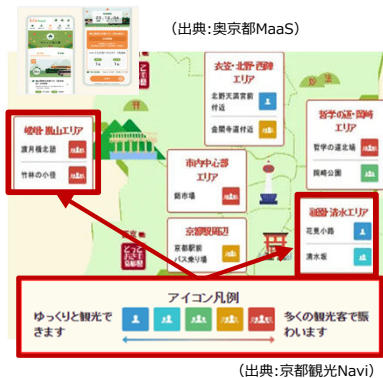 (出典:奥京都MaaS)
衣笠・北野・西陣
エリア
北野天満宮前
付近
金閣寺道付近
嵯峨・嵐山エリア
渡月橋北詰
竹林の小径
哲学の道・岡崎
エリア
哲学の道北端
岡崎公園
市内中心部
エリア
錦市場
京都駅周辺
京都駅前
バス乗り場
祇園・清水エリア
花見小路
清水坂
アイコン凡例
ゆっくりと観光で
きます
多くの観光客で賑
わいます
(出典:京都観光Navi)